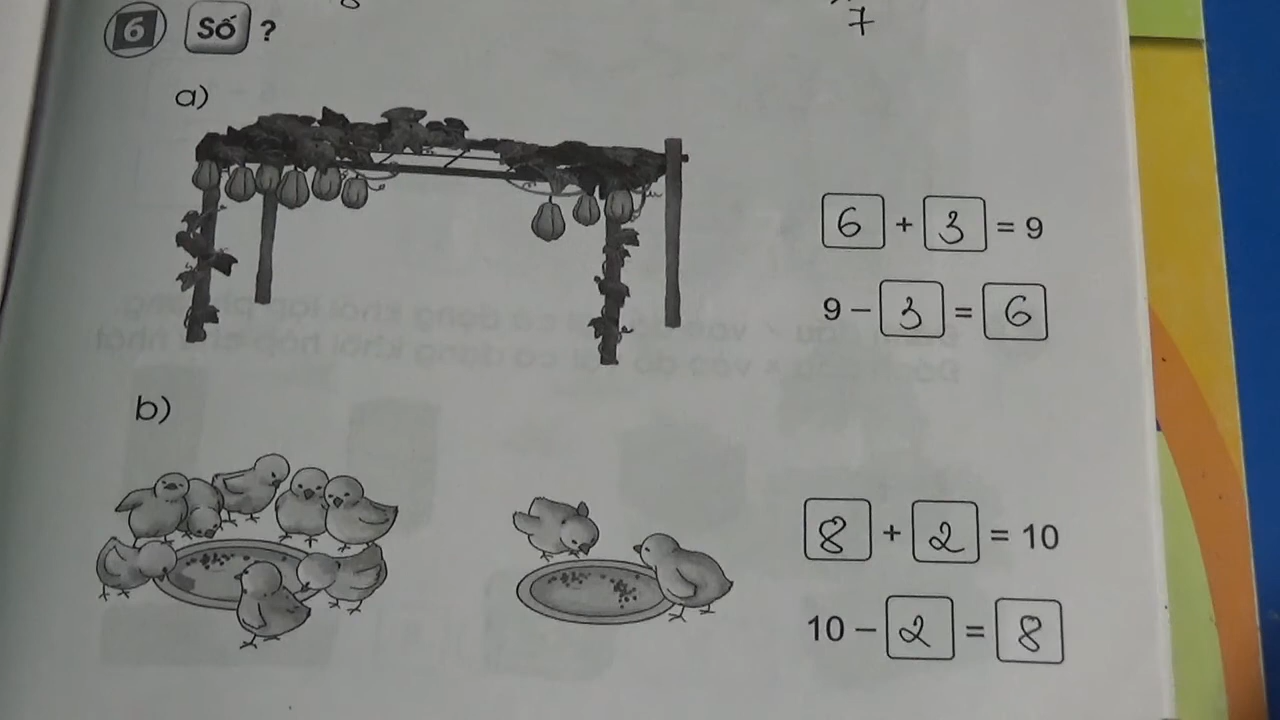 7
6 Số ?
a)
6 + 3 = 9
9 – 3 = 6
b)
8 + 2 = 10
10 – 2 = 8